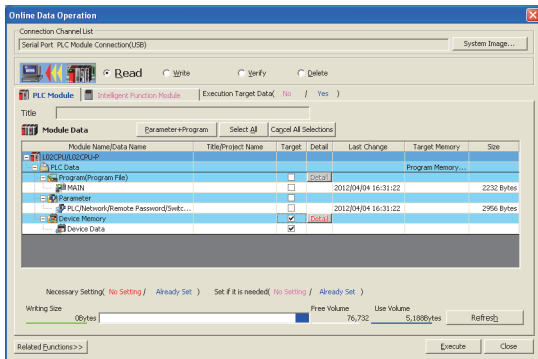 Online Data Operation
Connection Channel List
Serial Port PLC Module Connection(USB)
System Image...
Read Write Verify Delete
PLC Module Intelligent Function Module Execution Target Data( No / Yes )
Title
Module Data Parameter+Program Select All Cancel All Selections
Module Name/Data Name Title/Project Name Target Detail Last Change Target Memory Size
L02CPU/L02CPU-P
PLC Data Program Memory...
Program(Program File) Detail
MAIN 2012/04/04 16:31:22 2232 Bytes
Parameter
PLC/Network/Remote Password/Switc... 2012/04/04 16:31:22 2956 Bytes
Device Memory Detail
Device Data
Necessary Setting( No Setting / Already Set ) Set if it is needed( No Setting / Already Set )
Writing Size Free Volume Use Volume
0Bytes 76,732 5,188Bytes Refresh
Related Functions>> Execute Close